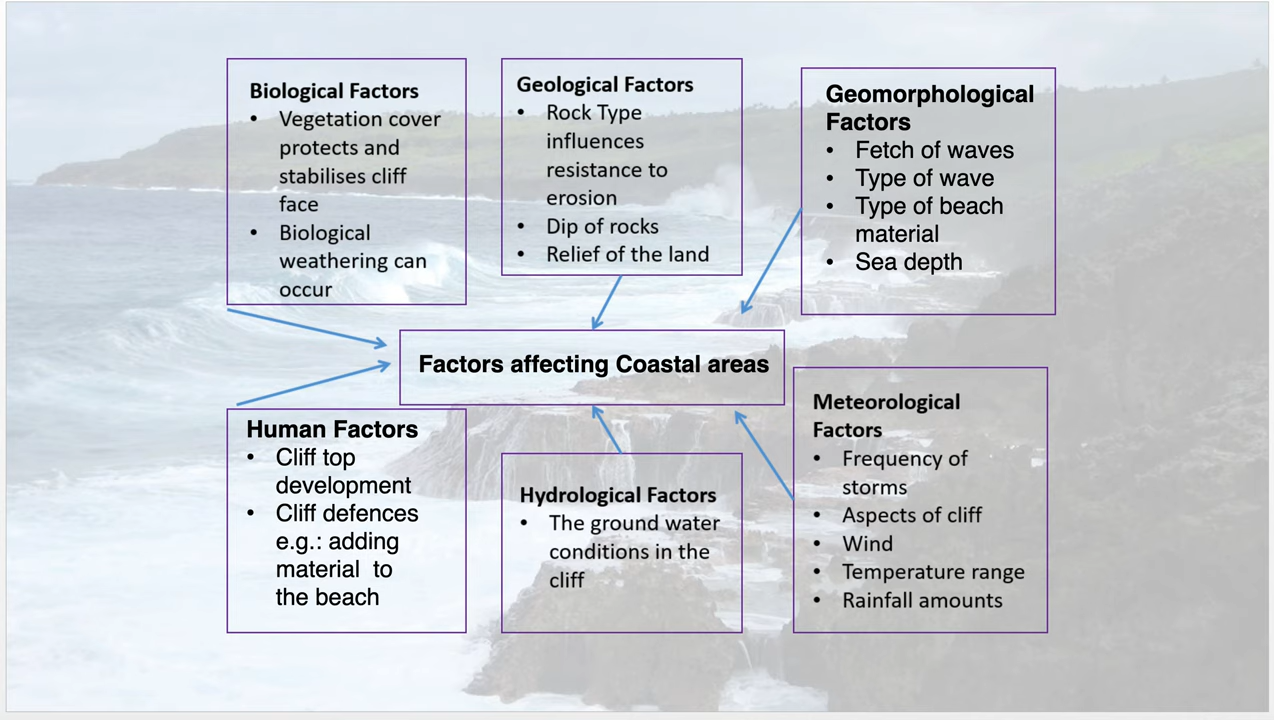 Biological Factors
• Vegetation cover
protects and
stabilises cliff
face
• Biological
weathering can
occur
Geological Factors
• Rock Type
influences
resistance to
erosion
• Dip of rocks
• Relief of the land
Geomorphological
Factors
• Fetch of waves
• Type of wave
• Type of beach
material
• Sea depth
Factors affecting Coastal areas
Human Factors
• Cliff top
development
• Cliff defences
e.g.: adding
material to
the beach
Hydrological Factors
• The ground water
conditions in the
cliff
Meteorological
Factors
• Frequency of
storms
• Aspects of cliff
• Wind
• Temperature range
• Rainfall amounts